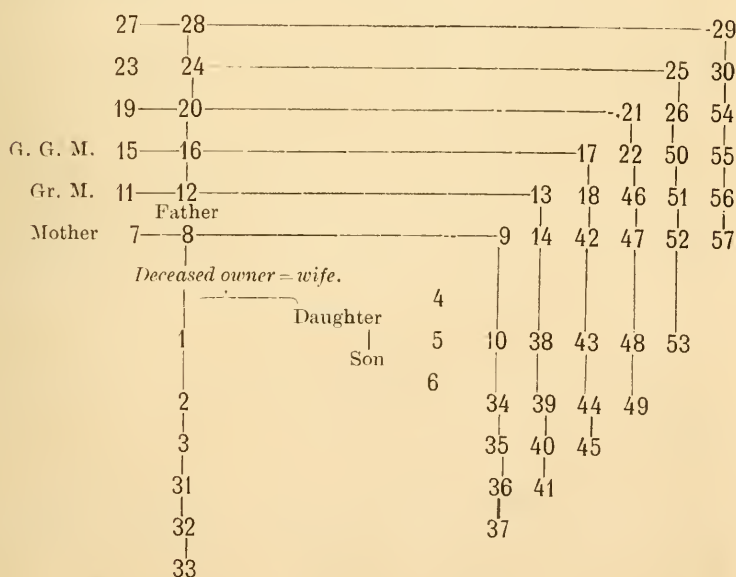 27 28 29
23 24 25 30
19 20 21 26 54
G. G. M. 15 16 17 22 50 55
Gr. M. 11 12 13 18 46 51 56
Father
Mother 7 8 9 14 42 47 52 57
Deceased owner = wife.
4
Daughter
1 5 10 38 43 48 53
Son
6
2 34 39 44 49
3 35 40 45
31 36 41
32 37
33